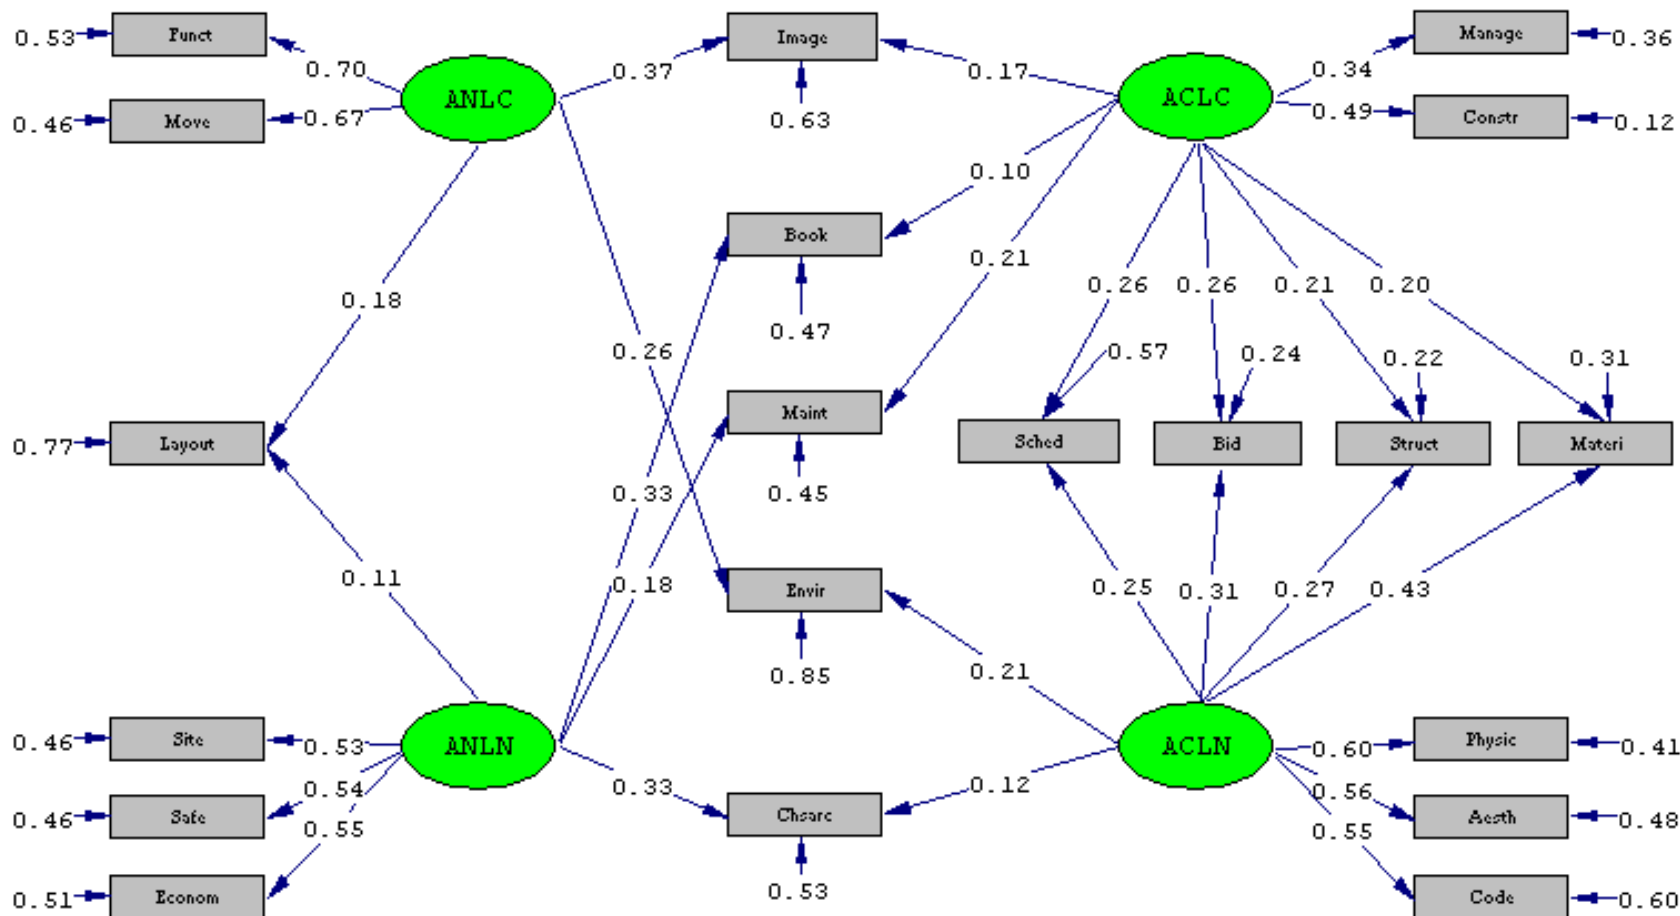 0.53 Funct 0.70 ANLC 0.37 Image 0.17 ACLC 0.34 Manage 0.36
0.46 Move 0.67 0.63 0.49 Constr 0.12
0.10
Book
0.21
0.18 0.47 0.26 0.26 0.21 0.20
0.26 0.57 0.24 0.22 0.31
Maint
0.77 Layout Sched Bid Struct Materi
0.33 0.45
0.11 0.18 Envir 0.25 0.31 0.27 0.43
0.85 0.21
0.46 Site 0.53 ANLN ACLN 0.60 Physic 0.41
0.54 0.33 0.12 0.56
0.46 Safe 0.55 Chsarc 0.55 Aesth 0.48
0.51 Econom 0.53 Code 0.60